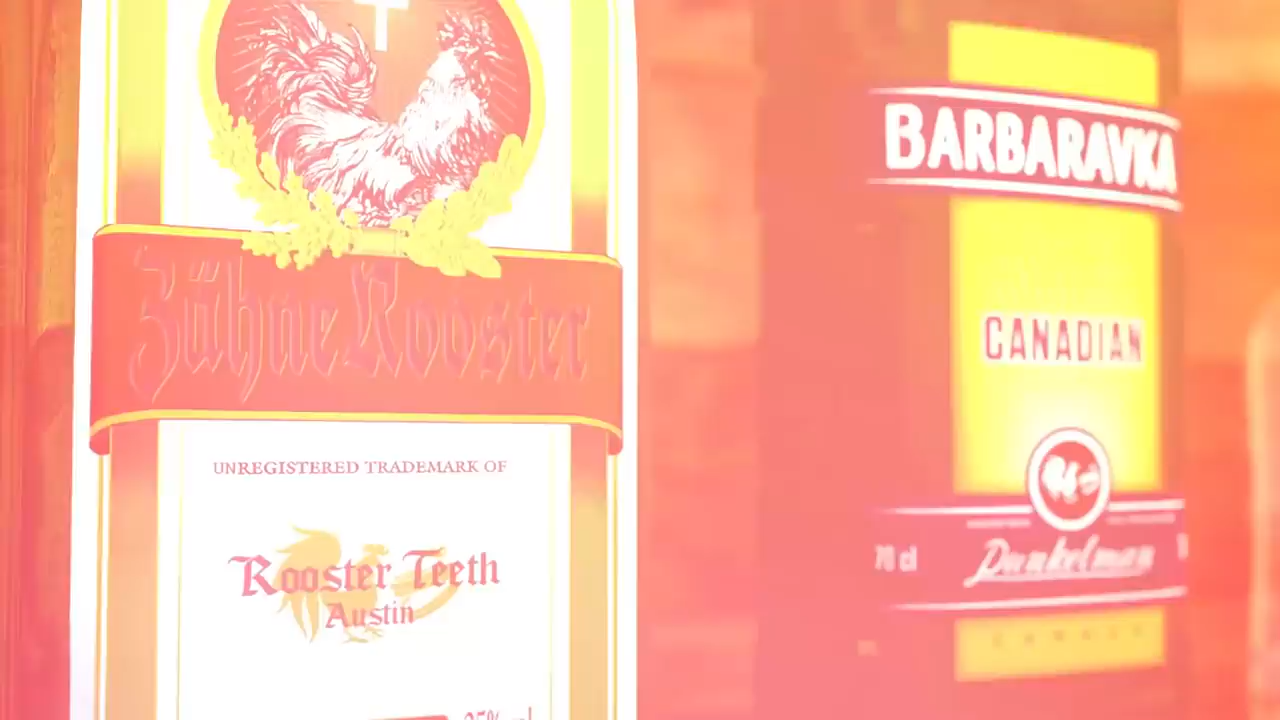 Zähne Rooster
UNREGISTERED TRADEMARK OF
Rooster Teeth
Austin
BARBARAVKA
CANADIAN
70 cl
Dunkelman